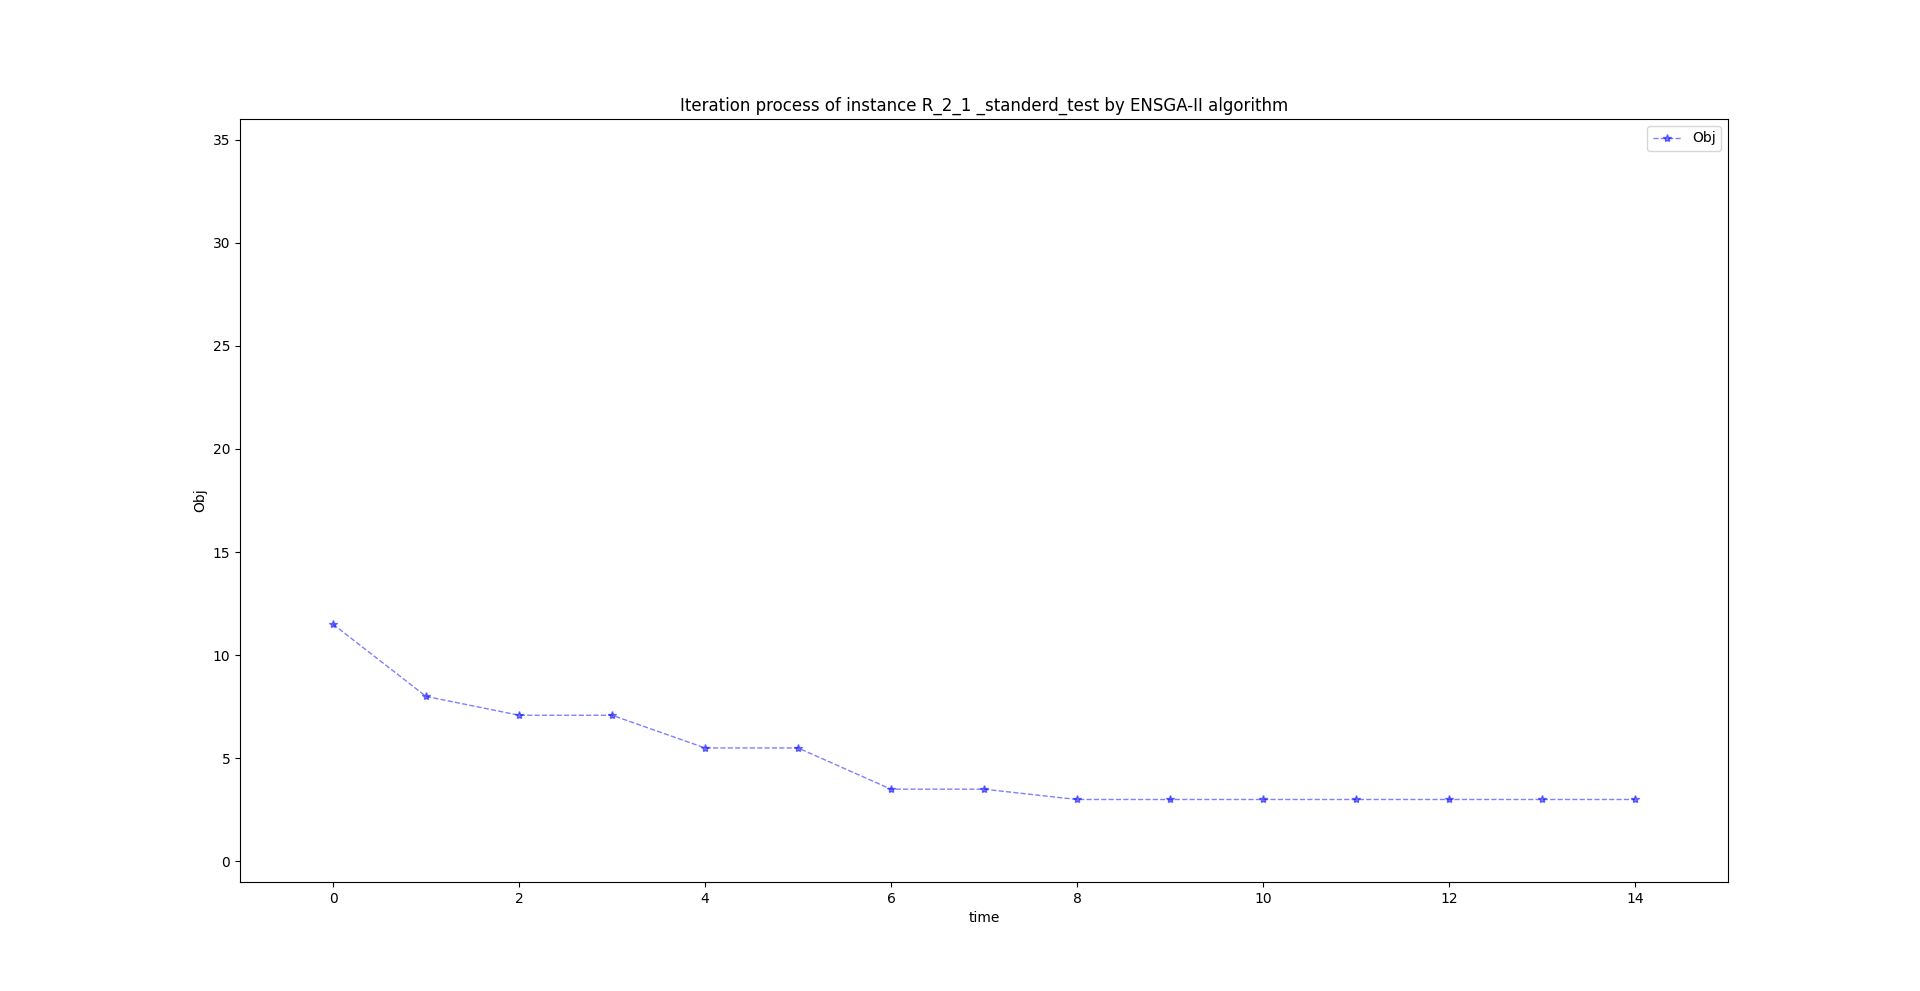 Iteration process of instance R_2_1 _standerd_test by ENSGA-II algorithm
Obj
35
30
25
20
15
10
5
0
Obj
0 2 4 6 8 10 12 14
time